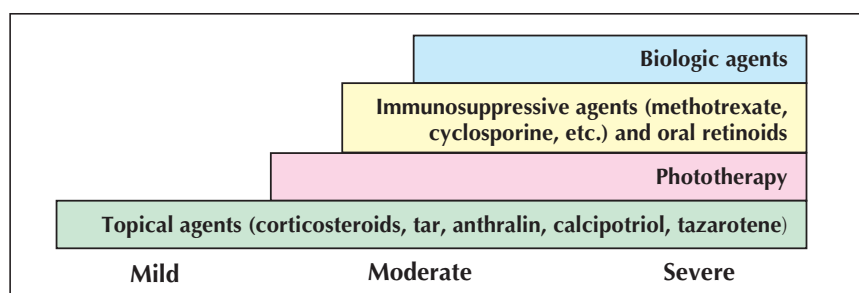 Biologic agents
Immunosuppressive agents (methotrexate,
cyclosporine, etc.) and oral retinoids
Phototherapy
Topical agents (corticosteroids, tar, anthralin, calcipotriol, tazarotene)
Mild Moderate Severe